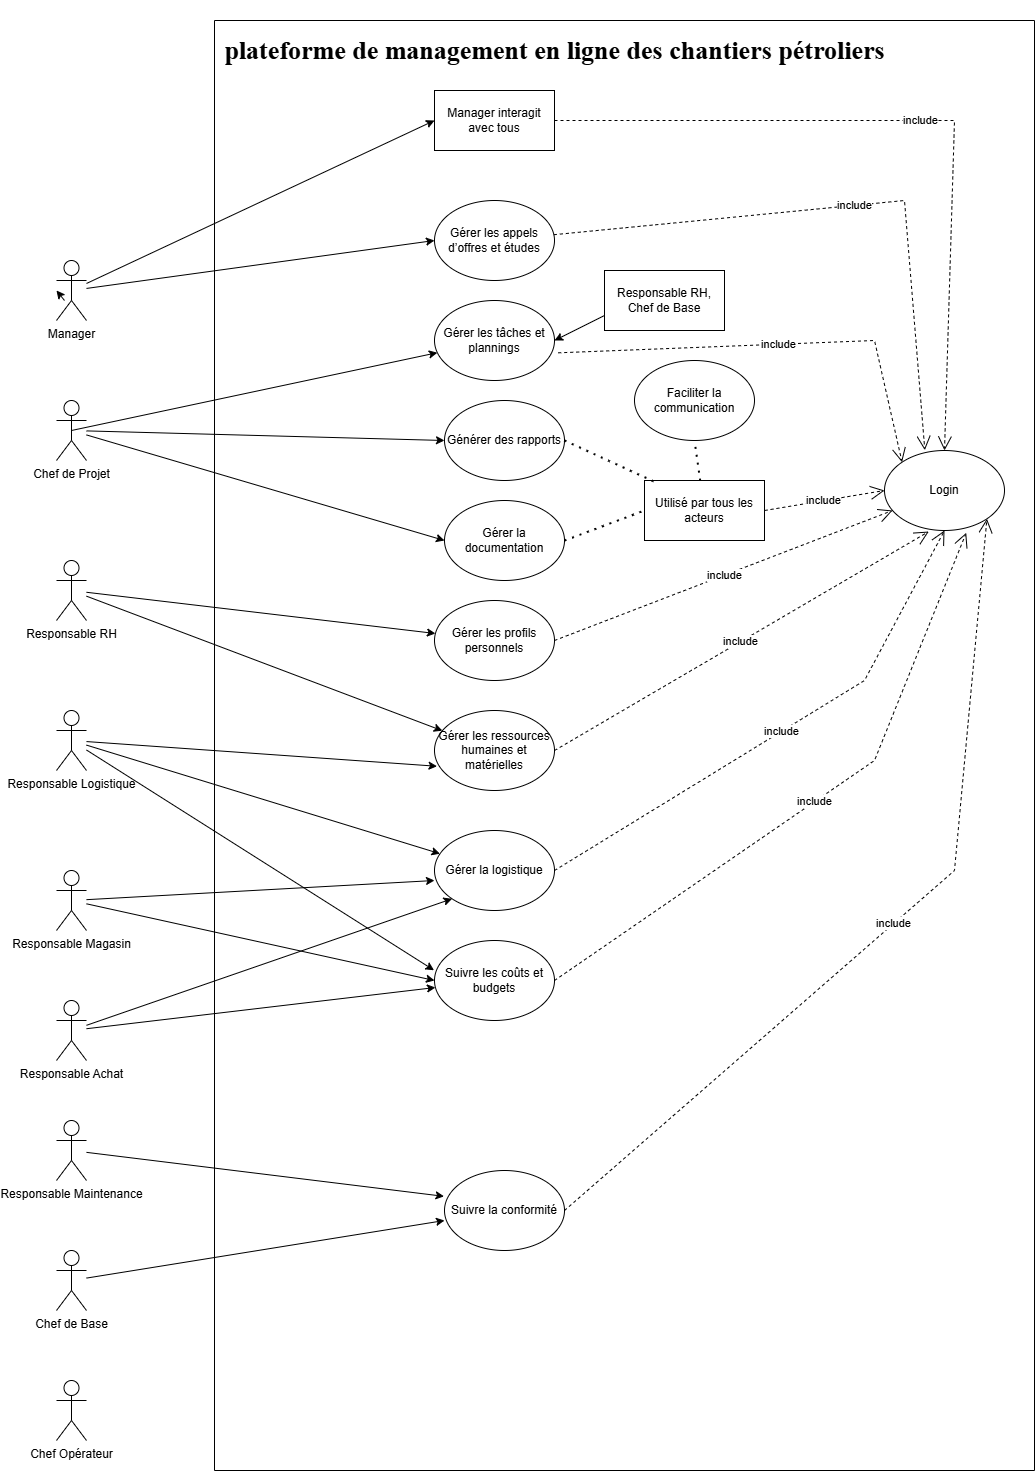 plateforme de management en ligne des chantiers pétroliers
Manager interagit
avec tous
include
Gérer les appels
d'offres et études
include
Manager
Responsable RH,
Chef de Base
Gérer les tâches et
plannings
include
Faciliter la
communication
Chef de Projet
Générer des rapports
Utilisé par tous les
acteurs
include
Login
Gérer la
documentation
include
Responsable RH
Gérer les profils
personnels
include
Gérer les ressources
humaines et
matérielles
include
Responsable Logistique
include
Gérer la logistique
include
Responsable Magasin
Suivre les coûts et
budgets
Responsable Achat
Responsable Maintenance
Suivre la conformité
Chef de Base
Chef Opérateur